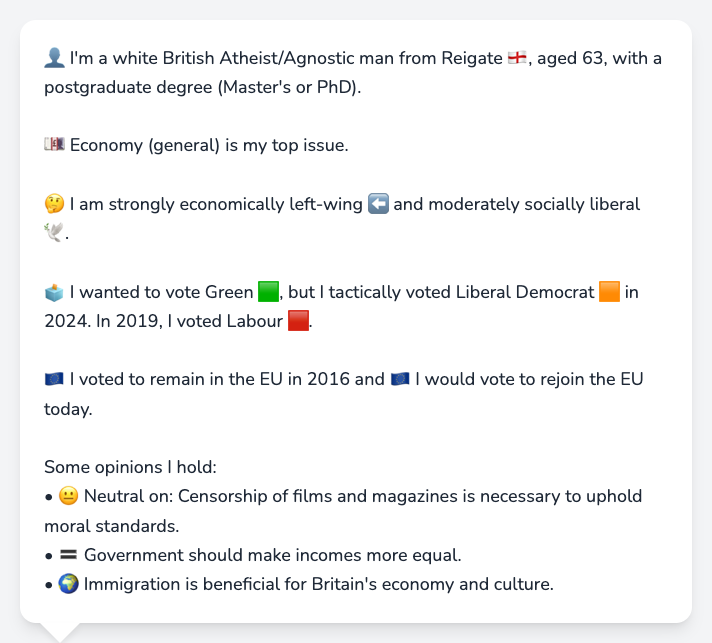 👤 I'm a white British Atheist/Agnostic man from Reigate 🏴󠁧󠁢󠁥󠁮󠁧󠁿, aged 63, with a
postgraduate degree (Master's or PhD).
💷 Economy (general) is my top issue.
🤔 I am strongly economically left-wing ⬅️ and moderately socially liberal
🕊️.
🗳️ I wanted to vote Green 🟩, but I tactically voted Liberal Democrat 🟧 in
2024. In 2019, I voted Labour 🟥.
🇪🇺 I voted to remain in the EU in 2016 and 🇪🇺 I would vote to rejoin the EU
today.
Some opinions I hold:
• 😐 Neutral on: Censorship of films and magazines is necessary to uphold
moral standards.
• 🟰 Government should make incomes more equal.
• 🌍 Immigration is beneficial for Britain's economy and culture.